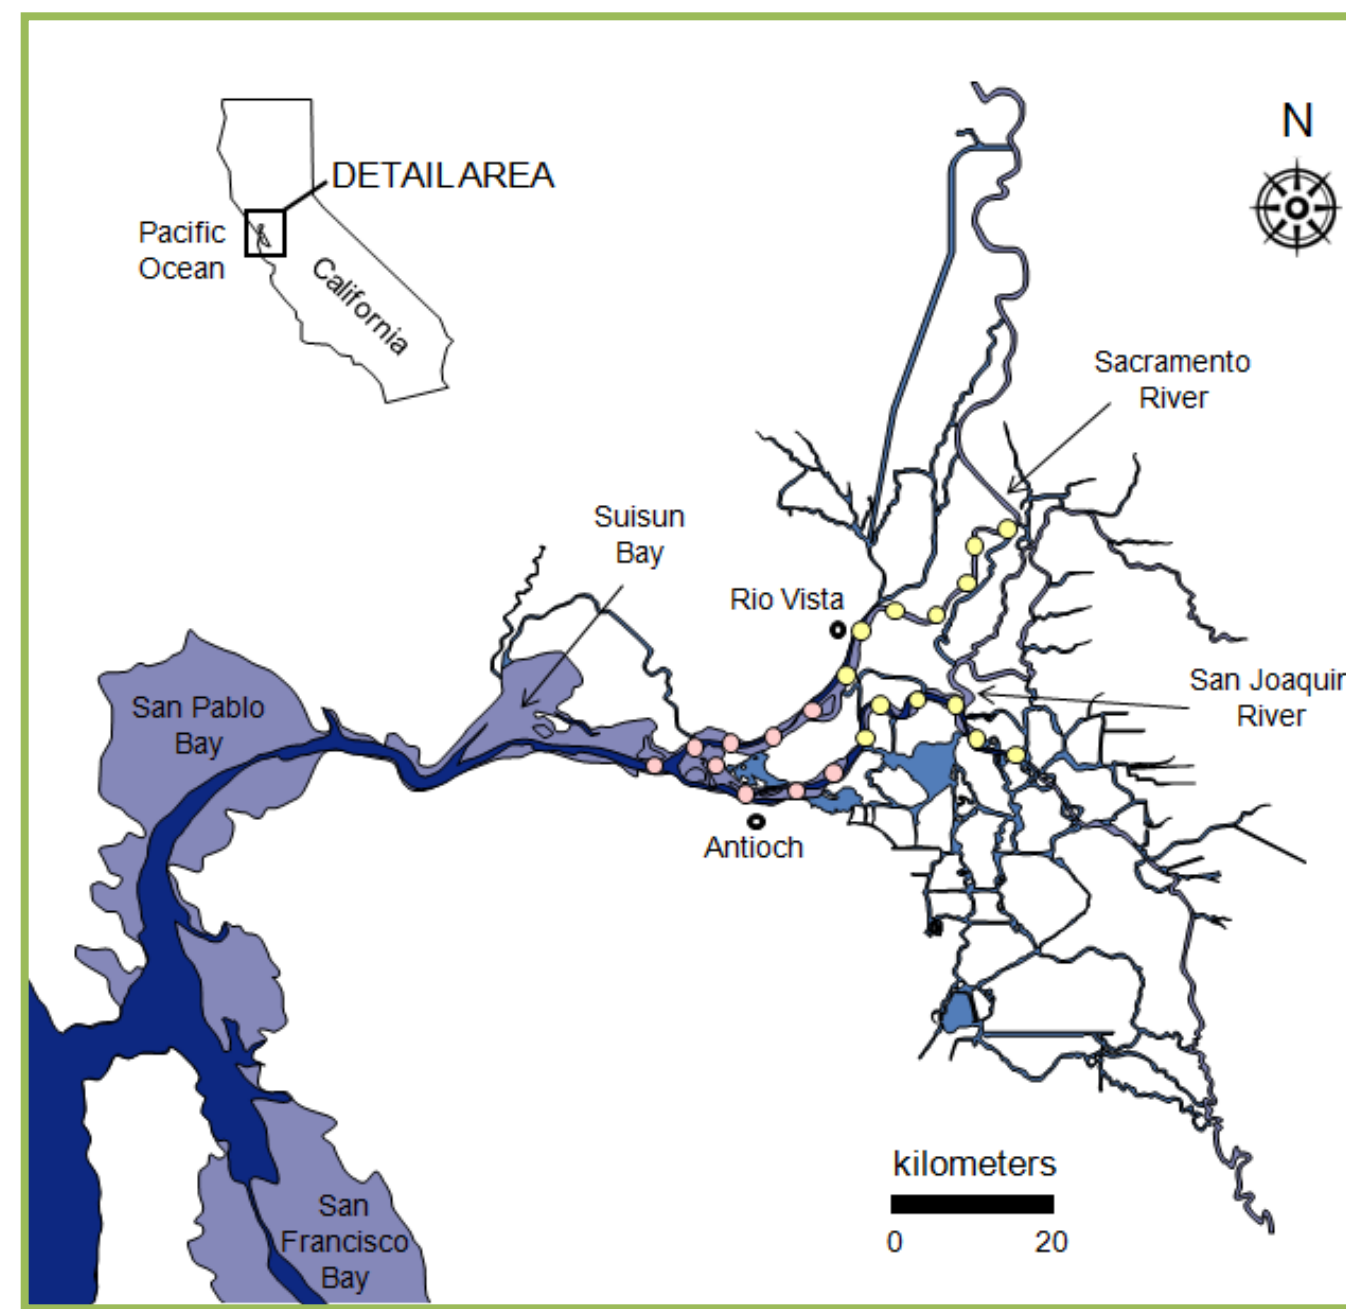 N
DETAIL AREA
Pacific
Ocean
California
Sacramento
River
Suisun
Bay
Rio Vista
San Pablo
Bay
San Joaquin
River
Antioch
kilometers
0 20
San
Francisco
Bay